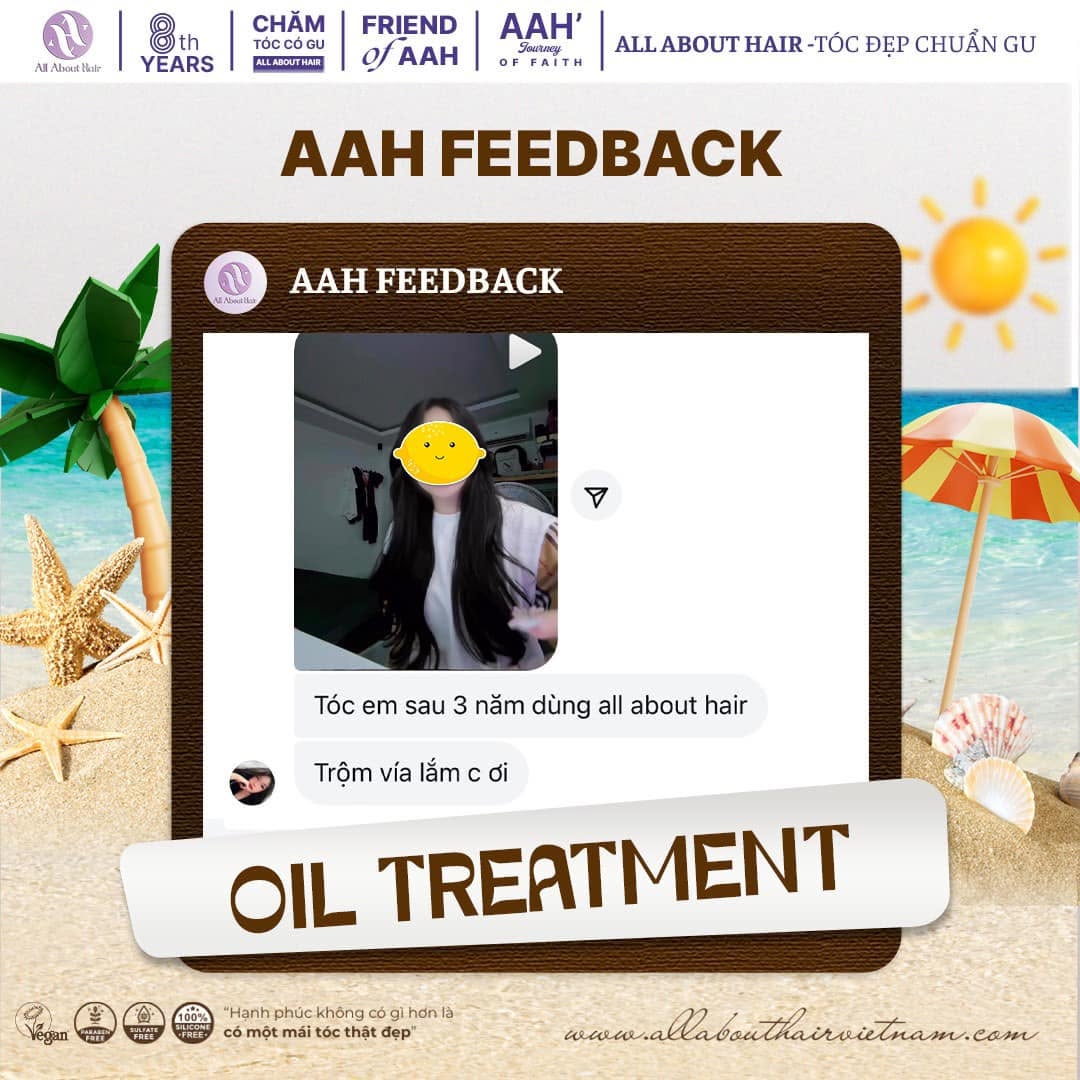 All About Hair
8th
YEARS
CHĂM
TÓC CÓ GU
ALL ABOUT HAIR
FRIEND
of AAH
AAH’
Journey
OF FAITH
ALL ABOUT HAIR -TÓC ĐẸP CHUẨN GU
AAH FEEDBACK
All About Hair
AAH FEEDBACK
Tóc em sau 3 năm dùng all about hair
Trộm vía lắm c ơi
OIL TREATMENT
Vegan
PARABEN
FREE
SULFATE
FREE
100%
SILICONE
FREE
“Hạnh phúc không có gì hơn là
có một mái tóc thật đẹp”
www.allabouthairvietnam.com